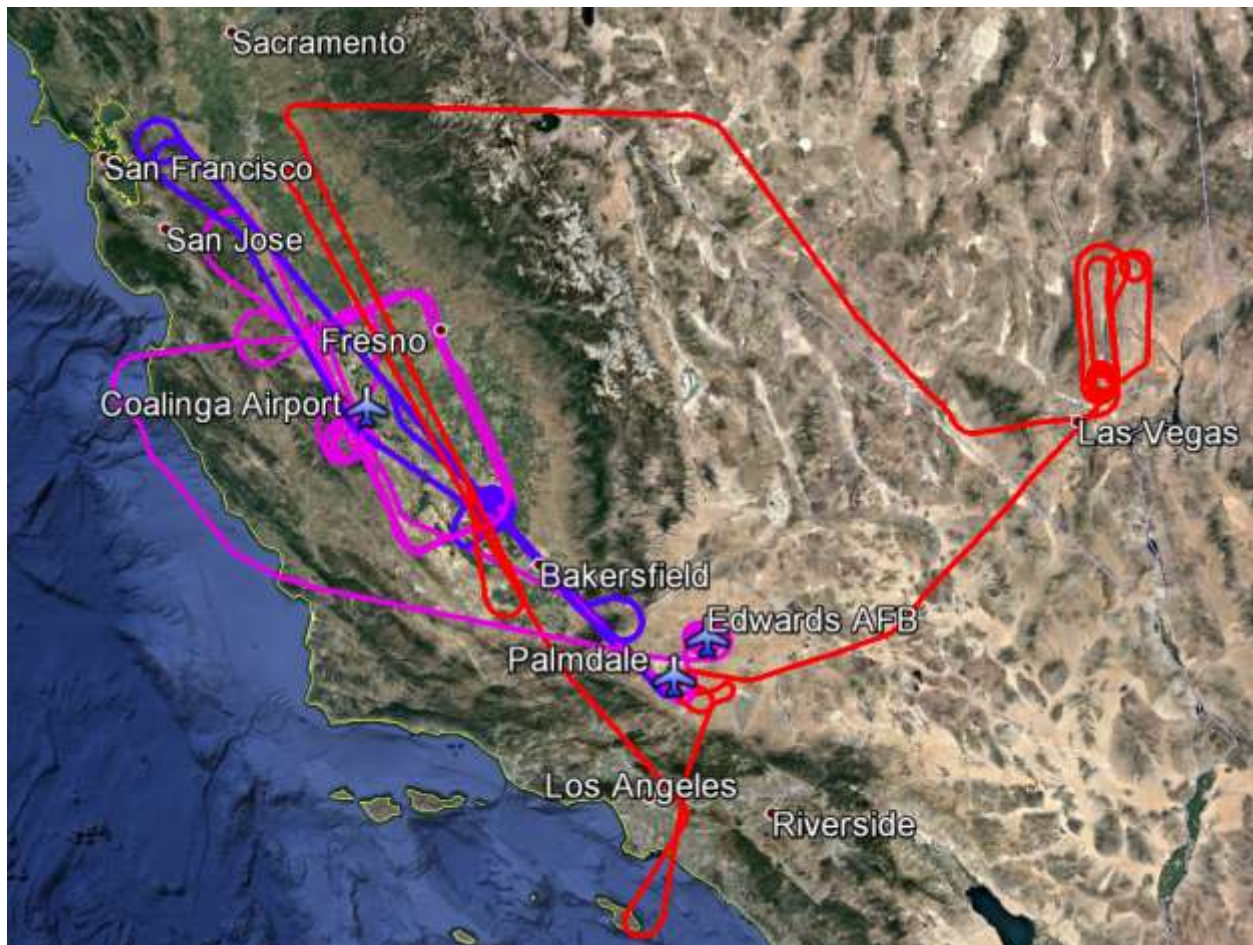 Sacramento
San Francisco
San Jose
Fresno
Coalinga Airport
Las Vegas
Bakersfield
Edwards AFB
Palmdale
Los Angeles
Riverside